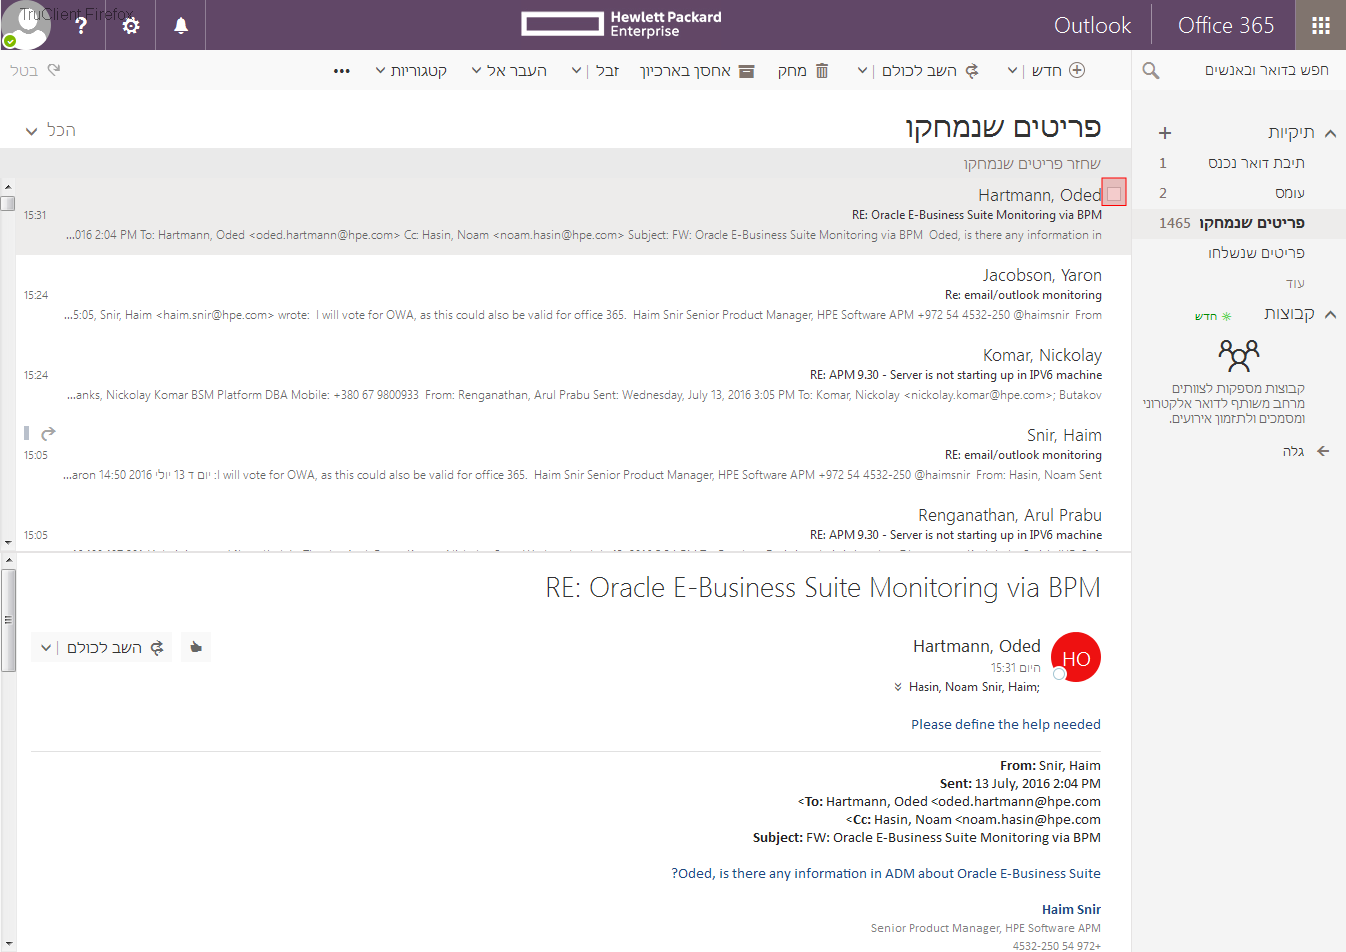 TruClient Firefox
?
Hewlett Packard
Enterprise
Outlook
Office 365
חפש בדואר ובאנשים
חדש
השב לכולם
מחק
אחסן בארכיון
זבל
העבר אל
קטגוריות
•••
בטל
תיקיות
תיבת דואר נכנס 1
עומס 2
פריטים שנמחקו 1465
פריטים שנשלחו
עוד
קבוצות
חדש
קבוצות מספקות לצוותים
מרחב משותף לדואר אלקטרוני
ומסמכים ולתזמון אירועים.
גלה
פריטים שנמחקו
הכל
שחזר פריטים שנמחקו
Hartmann, Oded
RE: Oracle E-Business Suite Monitoring via BPM
15:31
...016 2:04 PM To: Hartmann, Oded <oded.hartmann@hpe.com> Cc: Hasin, Noam <noam.hasin@hpe.com> Subject: FW: Oracle E-Business Suite Monitoring via BPM  Oded, is there any information in
Jacobson, Yaron
Re: email/outlook monitoring
15:24
...5:05, Snir, Haim <haim.snir@hpe.com> wrote:  I will vote for OWA, as this could also be valid for office 365.  Haim Snir Senior Product Manager, HPE Software APM +972 54 4532-250 @haimsnir  From
Komar, Nickolay
RE: APM 9.30 - Server is not starting up in IPV6 machine
15:24
...anks, Nickolay Komar BSM Platform DBA Mobile: +380 67 9800933  From: Renganathan, Arul Prabu Sent: Wednesday, July 13, 2016 3:05 PM To: Komar, Nickolay <nickolay.komar@hpe.com>; Butakov
Snir, Haim
RE: email/outlook monitoring
15:05
...aron 14:50 2016 יום ד 13 יולי :I will vote for OWA, as this could also be valid for office 365.  Haim Snir Senior Product Manager, HPE Software APM +972 54 4532-250 @haimsnir  From: Hasin, Noam Sent
Renganathan, Arul Prabu
RE: APM 9.30 - Server is not starting up in IPV6 machine
15:05
RE: Oracle E-Business Suite Monitoring via BPM
HO
Hartmann, Oded
היום 15:31
Hasin, Noam Snir, Haim;
השב לכולם
Please define the help needed
From: Snir, Haim
Sent: 13 July, 2016 2:04 PM
<To: Hartmann, Oded <oded.hartmann@hpe.com
<Cc: Hasin, Noam <noam.hasin@hpe.com
Subject: FW: Oracle E-Business Suite Monitoring via BPM
?Oded, is there any information in ADM about Oracle E-Business Suite
Haim Snir
Senior Product Manager, HPE Software APM
4532-250 54 972+